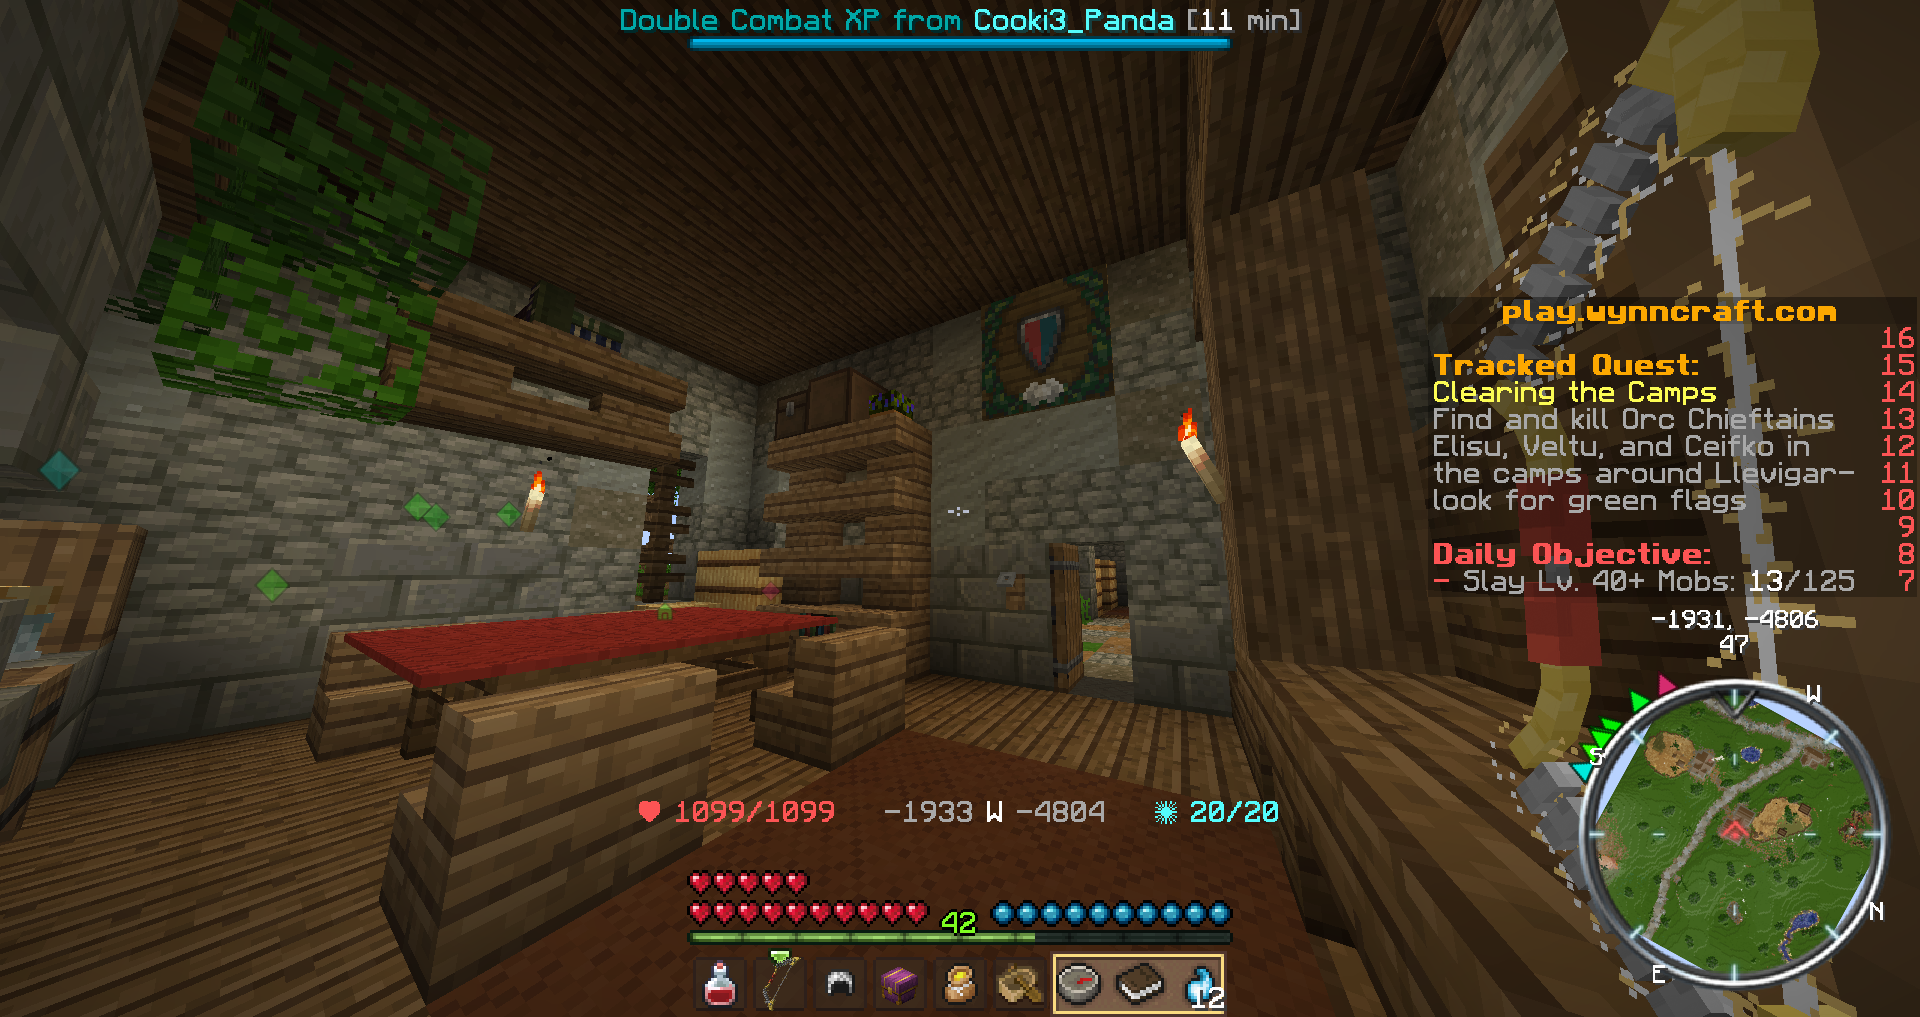 Double Combat XP from Cooki3_Panda [11 min]
play.wynncraft.com
16
Tracked Quest: 15
Clearing the Camps 14
Find and kill Orc Chieftains 13
Elisu, Veltu, and Ceifko in 12
the camps around Llevigar- 11
look for green flags 10
9
Daily Objective: 8
- Slay Lv. 40+ Mobs: 13/125 7
-1931, -4806
47
W
S
N
E
1099/1099 -1933 W -4804 20/20
42
12